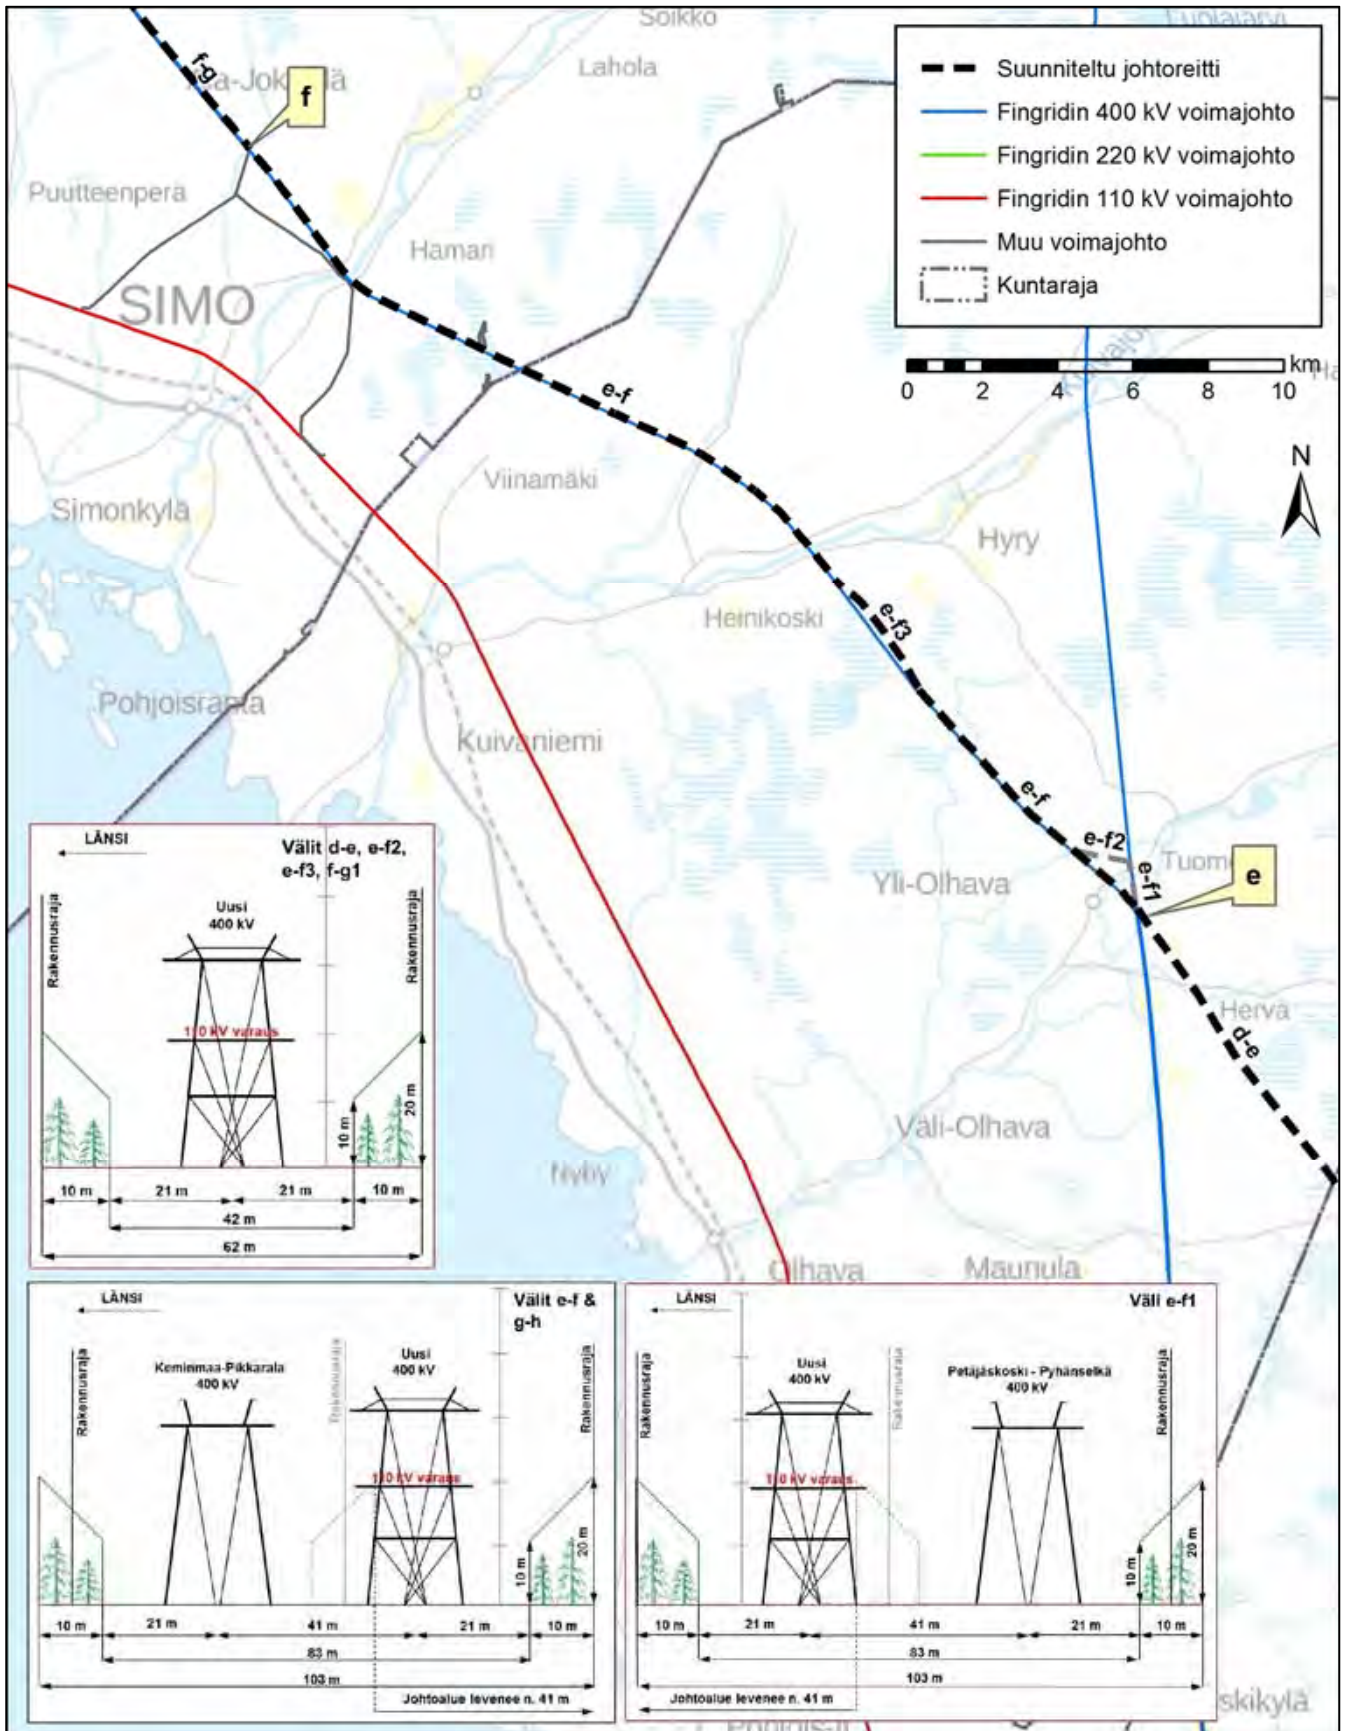 Soikko
Lahola
f-g
f
Puutteenperä
SIMO
Hamari
e-f
Viinamäki
Simonkylä
Hyry
Heinikoski
e-f3
Pohjoisranta
Kuivaniemi
e-f
e-f2
e-f1
e
Yli-Olhava
Herva
d-e
Väli-Olhava
Nyby
Olhava
Maunula
skikylä
Suunniteltu johtoreitti
Fingridin 400 kV voimajohto
Fingridin 220 kV voimajohto
Fingridin 110 kV voimajohto
Muu voimajohto
Kuntaraja
km
0 2 4 6 8 10
N
LÄNSI
Välit d-e, e-f2,
e-f3, f-g1
Rakennusraja
Uusi
400 kV
Rakennusraja
110 kV varaus
10 m
20 m
10 m 21 m 21 m 10 m
42 m
62 m
LÄNSI
Välit e-f &
g-h
Rakennusraja
Keminmaa-Pikkarala
400 kV
Rakennusraja
Uusi
400 kV
Rakennusraja
110 kV varaus
10 m
20 m
10 m 21 m 41 m 21 m 10 m
83 m
103 m
Johtoalue levenee n. 41 m
LÄNSI
Väli e-f1
Rakennusraja
Uusi
400 kV
Rakennusraja
Petäjäskoski - Pyhänselkä
400 kV
Rakennusraja
110 kV varaus
10 m
20 m
10 m 21 m 41 m 21 m 10 m
83 m
103 m
Johtoalue levenee n. 41 m